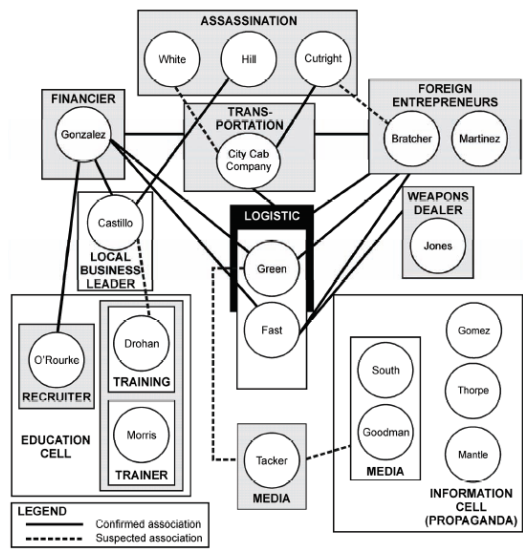 ASSASSINATION
White
Hill
Cutright
FINANCIER
Gonzalez
TRANS-
PORTATION
City Cab
Company
FOREIGN
ENTREPRENEURS
Bratcher
Martinez
Castillo
LOCAL
BUSINESS
LEADER
LOGISTIC
Green
Fast
WEAPONS
DEALER
Jones
O'Rourke
RECRUITER
Drohan
TRAINING
Morris
TRAINER
EDUCATION
CELL
Tacker
MEDIA
South
Goodman
MEDIA
Gomez
Thorpe
Mantle
INFORMATION
CELL
(PROPAGANDA)
LEGEND
Confirmed association
Suspected association